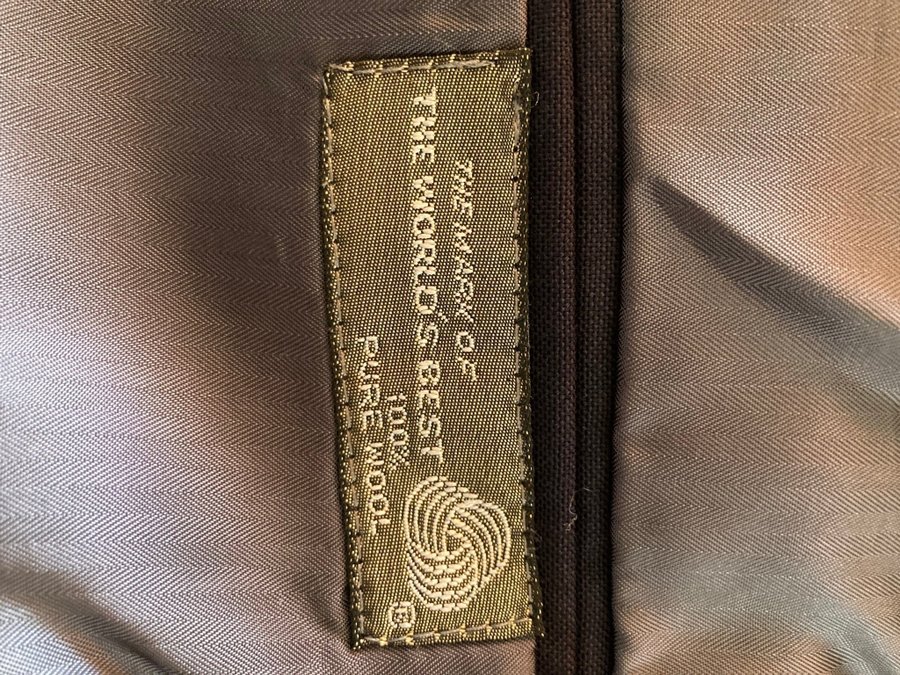 THE MARK OF
THE WORLD'S BEST
100%
PURE WOOL
®